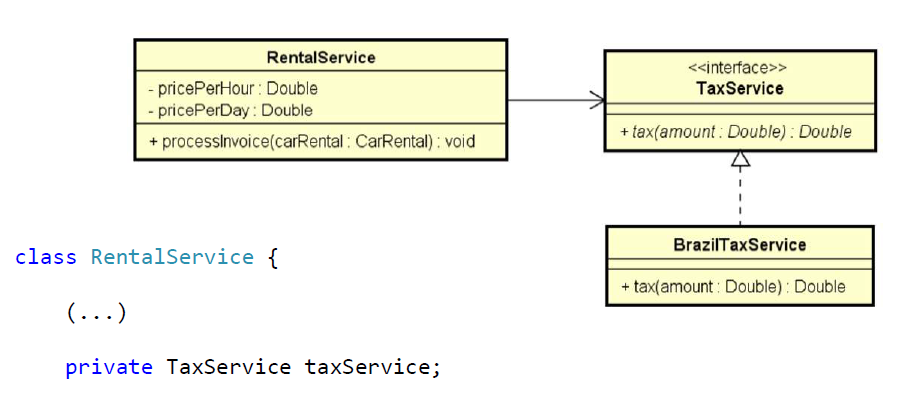 RentalService
- pricePerHour : Double
- pricePerDay : Double
+ processInvoice(carRental : CarRental) : void
<<interface>>
TaxService
+ tax(amount : Double) : Double
BrazilTaxService
+ tax(amount : Double) : Double
class RentalService {
(...)
private TaxService taxService;